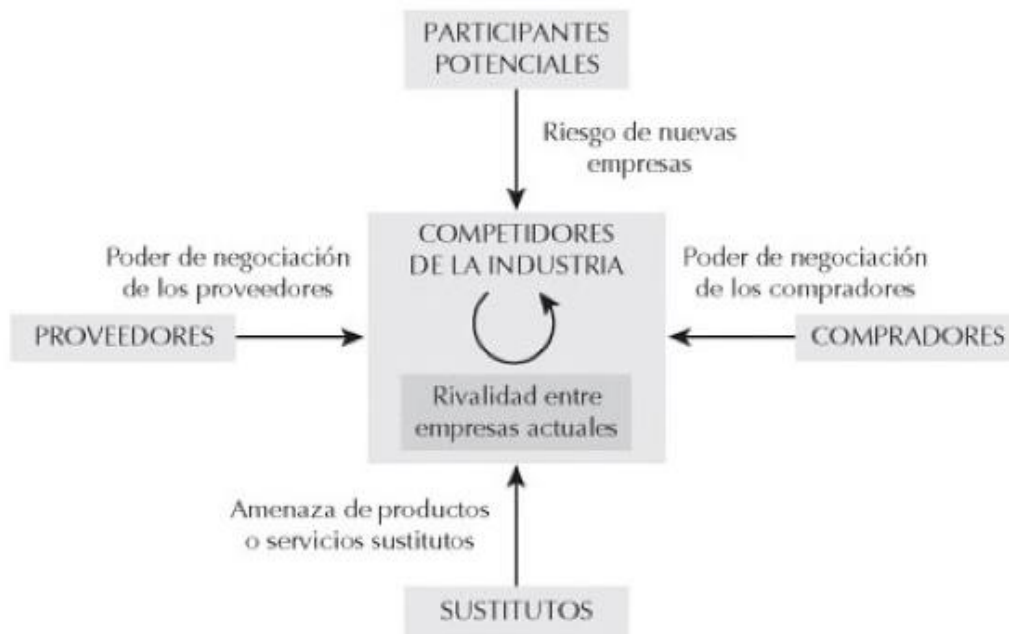 PARTICIPANTES
POTENCIALES
Riesgo de nuevas
empresas
COMPETIDORES
DE LA INDUSTRIA
Poder de negociación
de los proveedores
Poder de negociación
de los compradores
PROVEEDORES
COMPRADORES
Rivalidad entre
empresas actuales
Amenaza de productos
o servicios sustitutos
SUSTITUTOS